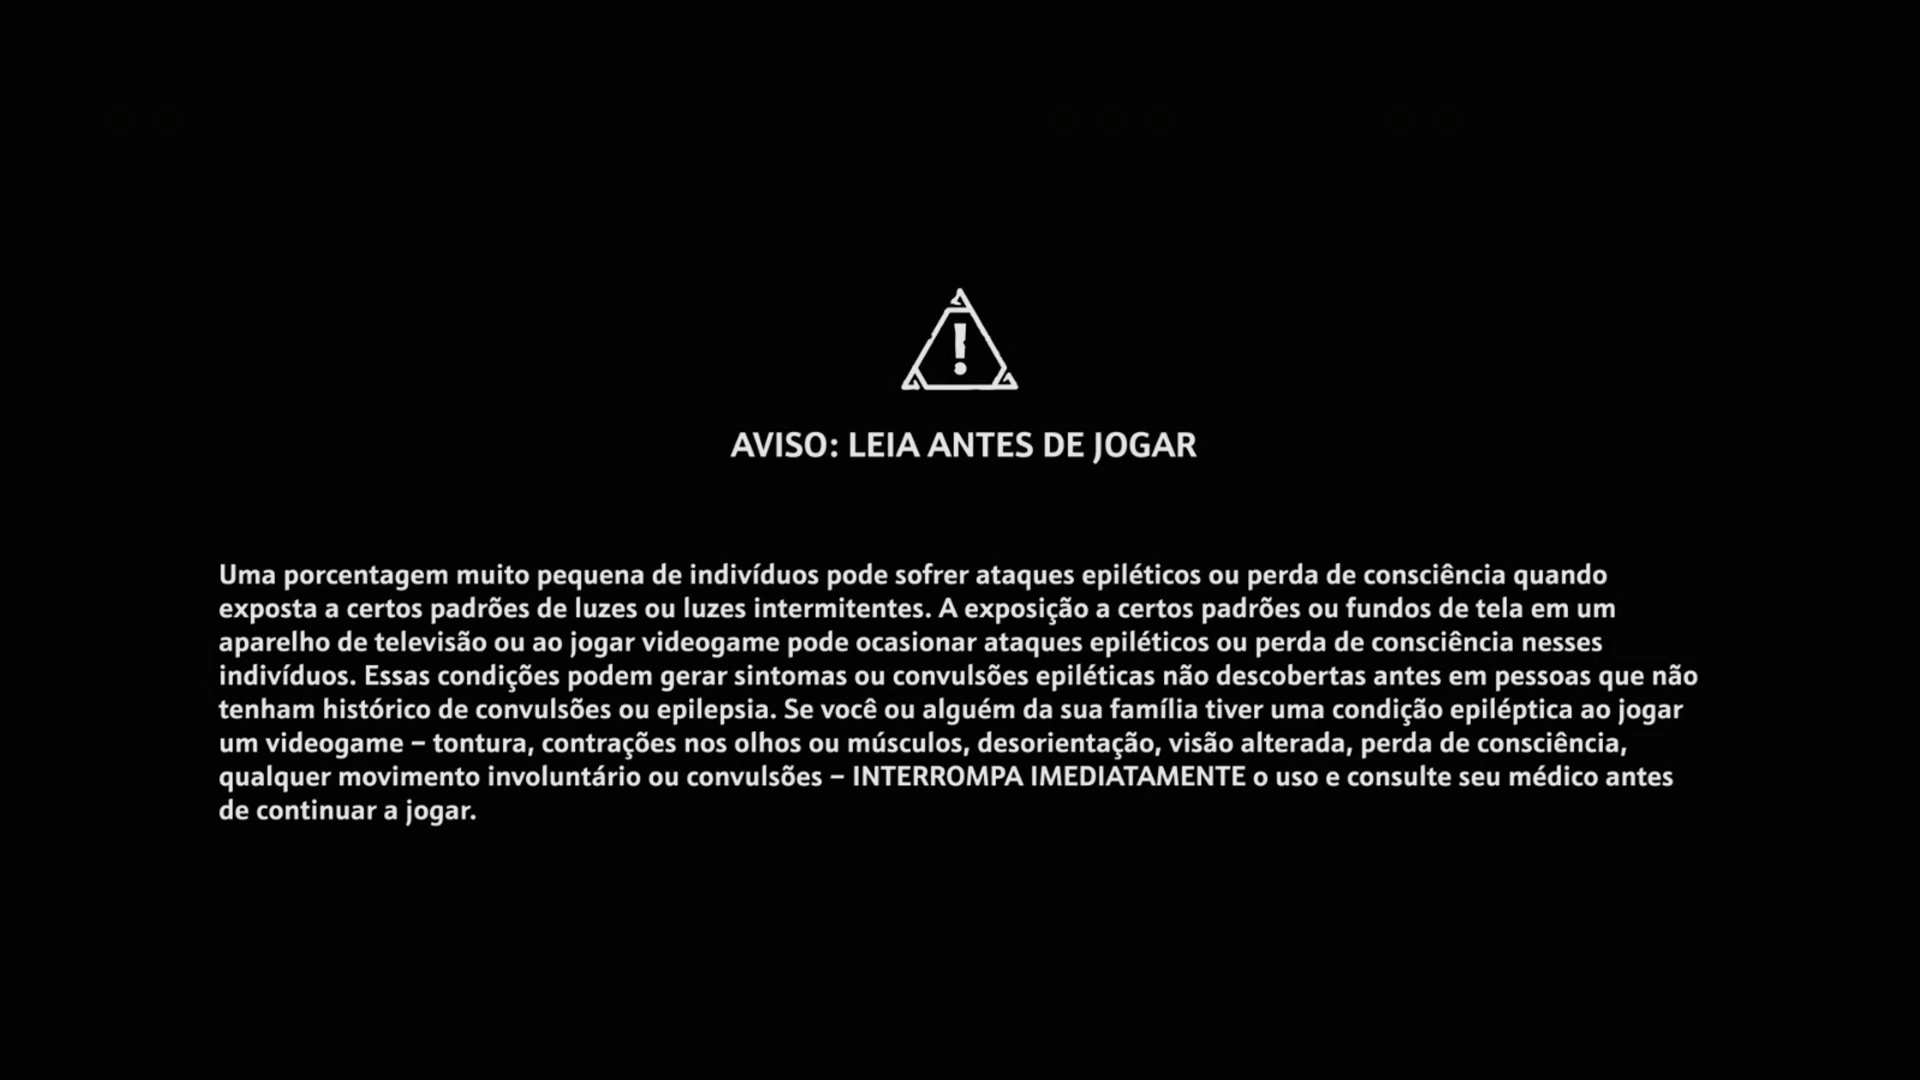 AVISO: LEIA ANTES DE JOGAR
Uma porcentagem muito pequena de indivíduos pode sofrer ataques epiléticos ou perda de consciência quando
exposta a certos padrões de luzes ou luzes intermitentes. A exposição a certos padrões ou fundos de tela em um
aparelho de televisão ou ao jogar videogame pode ocasionar ataques epiléticos ou perda de consciência nesses
indivíduos. Essas condições podem gerar sintomas ou convulsões epiléticas não descobertas antes em pessoas que não
tenham histórico de convulsões ou epilepsia. Se você ou alguém da sua família tiver uma condição epiléptica ao jogar
um videogame – tontura, contrações nos olhos ou músculos, desorientação, visão alterada, perda de consciência,
qualquer movimento involuntário ou convulsões – INTERROMPA IMEDIATAMENTE o uso e consulte seu médico antes
de continuar a jogar.